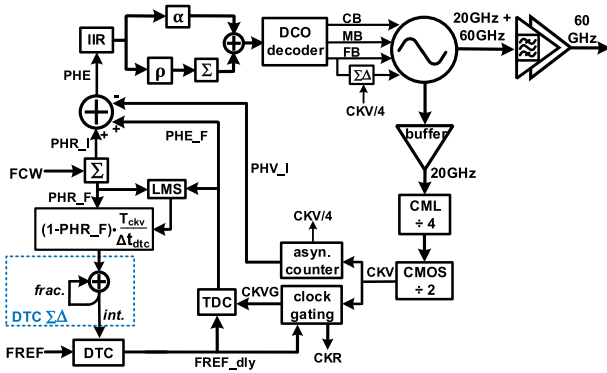 IIR
α
ρ
Σ
DCO
decoder
CB
MB
FB
ΣΔ
CKV/4
20GHz +
60GHz
60
GHz
PHE
-
+
+
PHR_I
PHE_F
PHV_I
buffer
20GHz
FCW
Σ
PHR_F
LMS
CML
÷ 4
(1-PHR_F)·
T_ckv
Δt_dtc
CKV/4
asyn.
counter
CKV
CMOS
÷ 2
frac.
int.
DTC ΣΔ
TDC
CKVG
clock
gating
CKR
FREF
DTC
FREF_dly